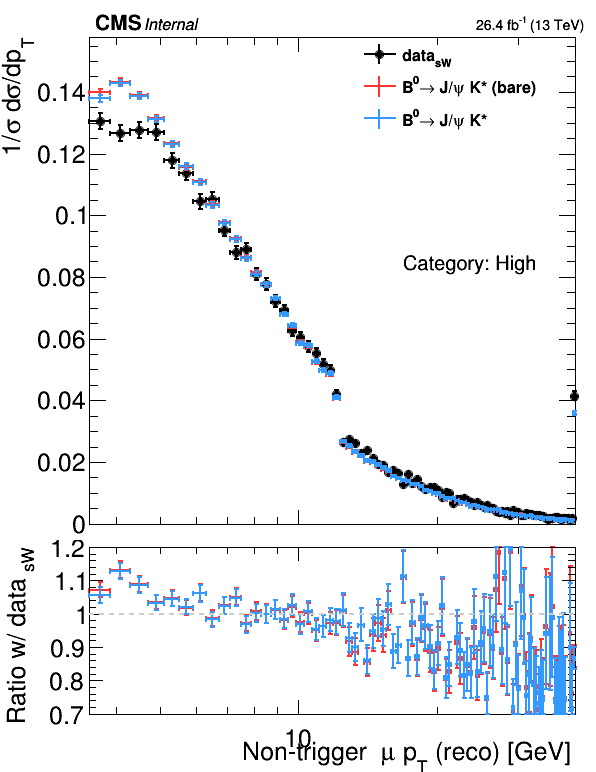 CMS Internal
26.4 fb⁻¹ (13 TeV)
1/σ dσ/dp_T
0.14
0.12
0.1
0.08
0.06
0.04
0.02
0
data_sW
B⁰→ J/ψ K* (bare)
B⁰→ J/ψ K*
Category: High
Ratio w/ data _sW
1.2
1.1
1
0.9
0.8
0.7
10
Non-trigger μ p_T (reco) [GeV]